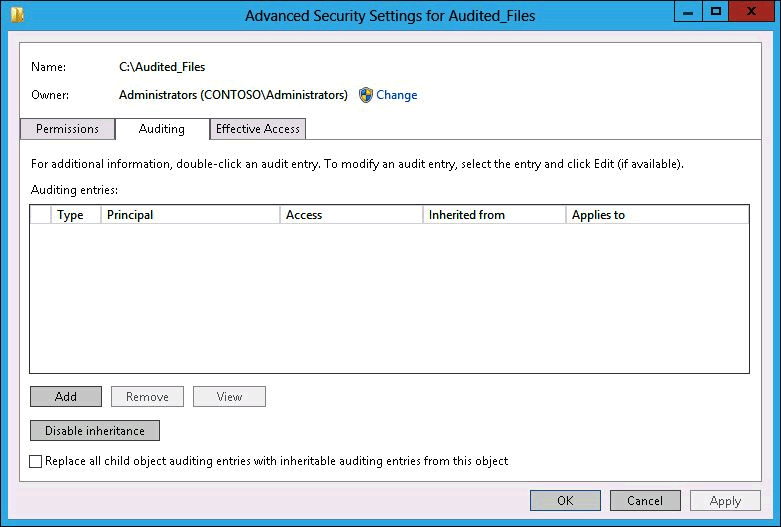 Advanced Security Settings for Audited_Files
Name: C:\Audited_Files
Owner: Administrators (CONTOSO\Administrators) Change
Permissions Auditing Effective Access
For additional information, double-click an audit entry. To modify an audit entry, select the entry and click Edit (if available).
Auditing entries:
Type Principal Access Inherited from Applies to
Add Remove View
Disable inheritance
Replace all child object auditing entries with inheritable auditing entries from this object
OK Cancel Apply